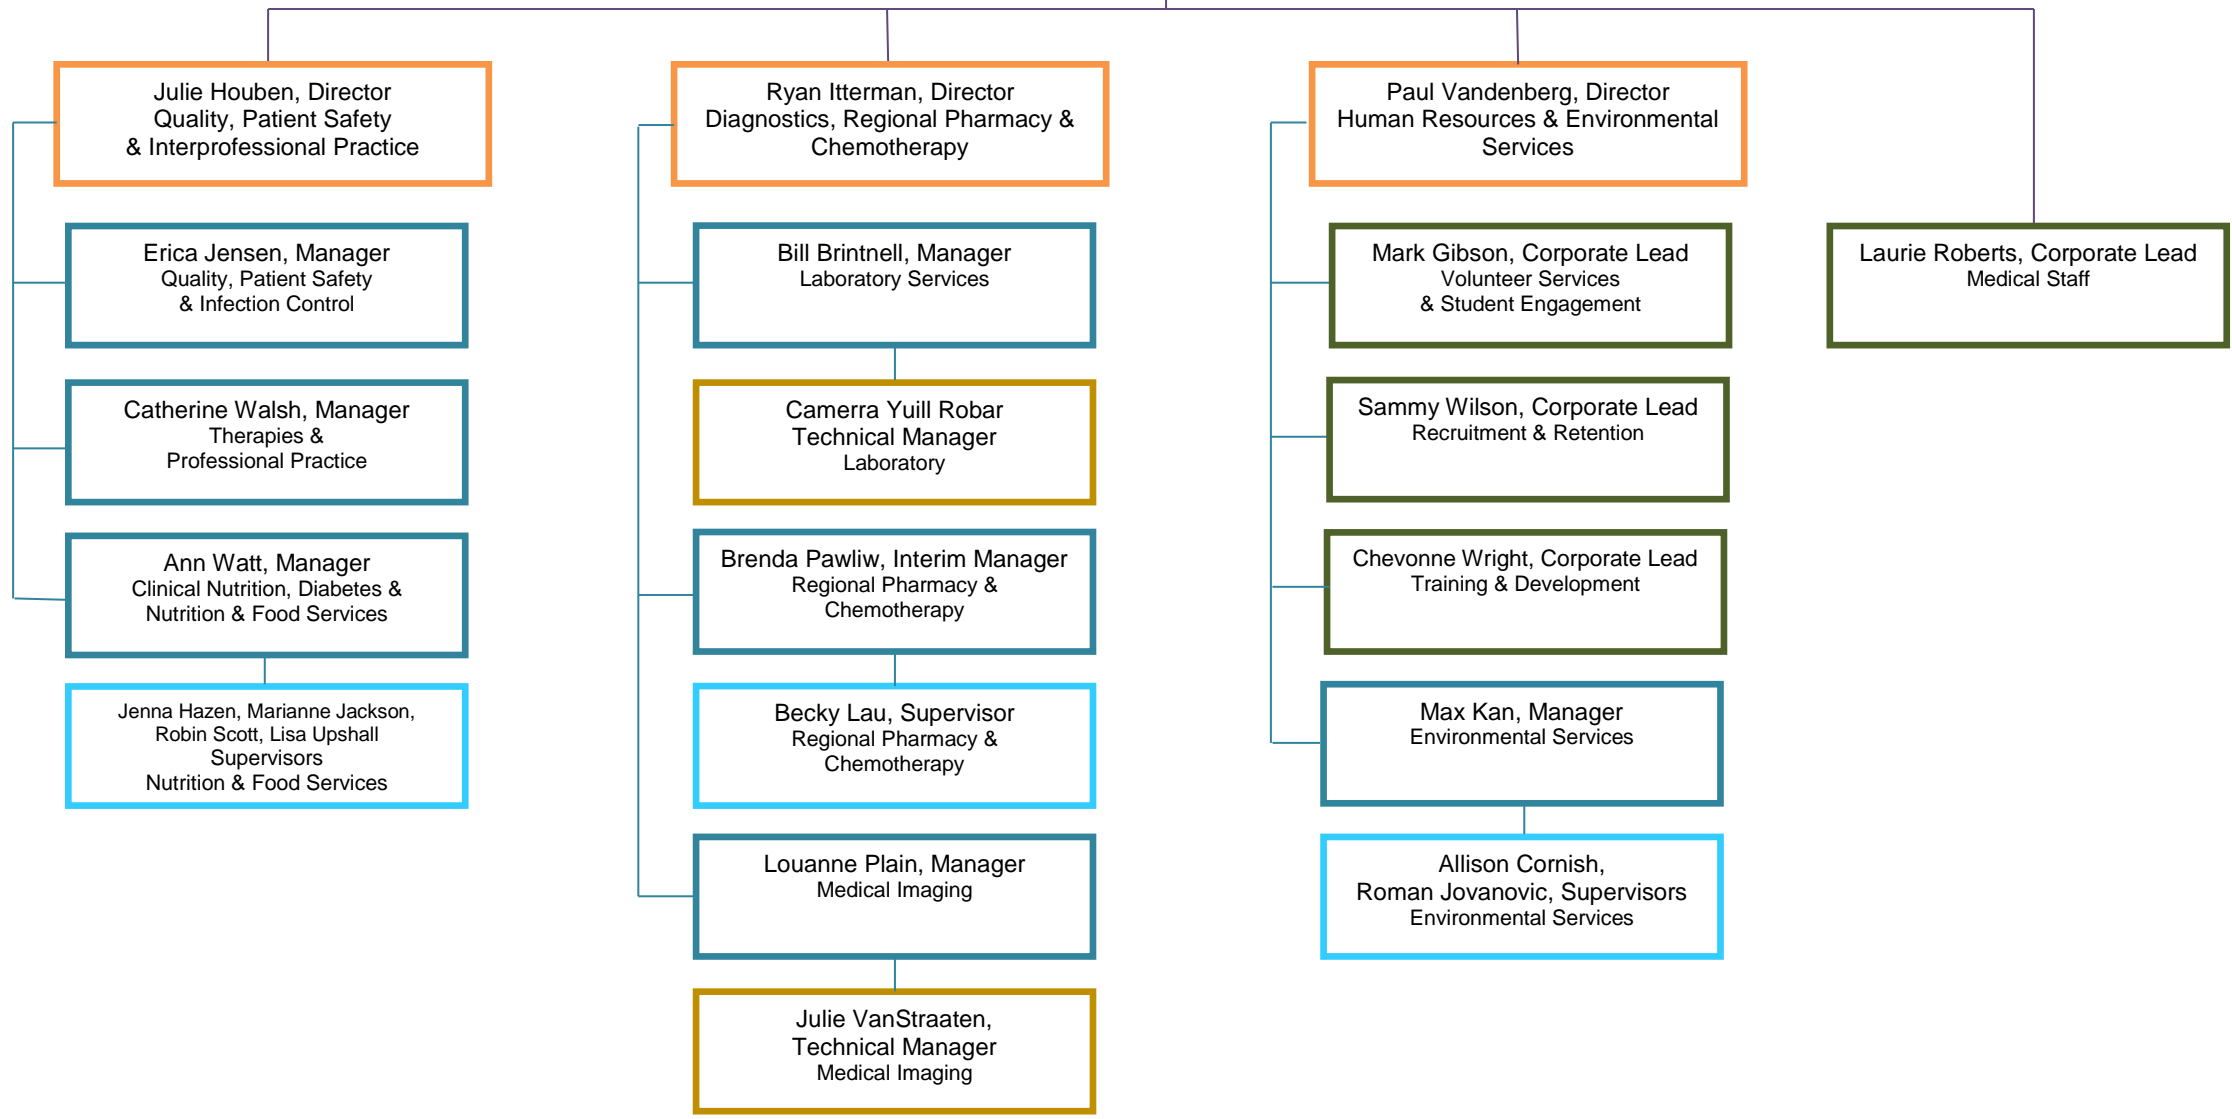 Julie Houben, Director
Quality, Patient Safety
& Interprofessional Practice
Erica Jensen, Manager
Quality, Patient Safety
& Infection Control
Catherine Walsh, Manager
Therapies &
Professional Practice
Ann Watt, Manager
Clinical Nutrition, Diabetes &
Nutrition & Food Services
Jenna Hazen, Marianne Jackson,
Robin Scott, Lisa Upshall
Supervisors
Nutrition & Food Services
Ryan Itterman, Director
Diagnostics, Regional Pharmacy &
Chemotherapy
Bill Brintnell, Manager
Laboratory Services
Camerra Yuill Robar
Technical Manager
Laboratory
Brenda Pawliw, Interim Manager
Regional Pharmacy &
Chemotherapy
Becky Lau, Supervisor
Regional Pharmacy &
Chemotherapy
Louanne Plain, Manager
Medical Imaging
Julie VanStraaten,
Technical Manager
Medical Imaging
Paul Vandenberg, Director
Human Resources & Environmental
Services
Mark Gibson, Corporate Lead
Volunteer Services
& Student Engagement
Sammy Wilson, Corporate Lead
Recruitment & Retention
Chevonne Wright, Corporate Lead
Training & Development
Max Kan, Manager
Environmental Services
Allison Cornish,
Roman Jovanovic, Supervisors
Environmental Services
Laurie Roberts, Corporate Lead
Medical Staff